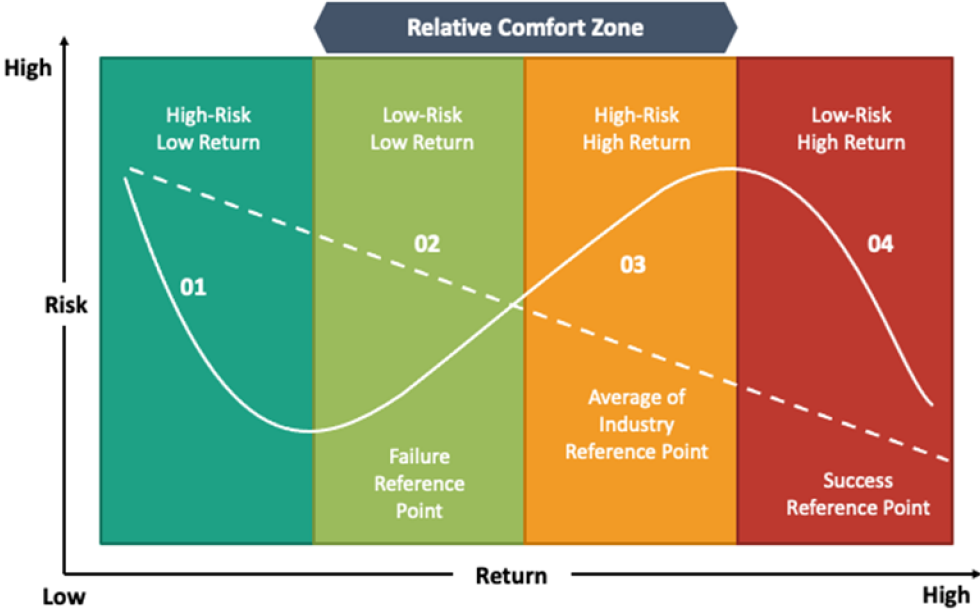 Relative Comfort Zone
High
High-Risk
Low Return
Low-Risk
Low Return
High-Risk
High Return
Low-Risk
High Return
01
02
03
04
Risk
Failure
Reference
Point
Average of
Industry
Reference Point
Success
Reference Point
Low
Return
High